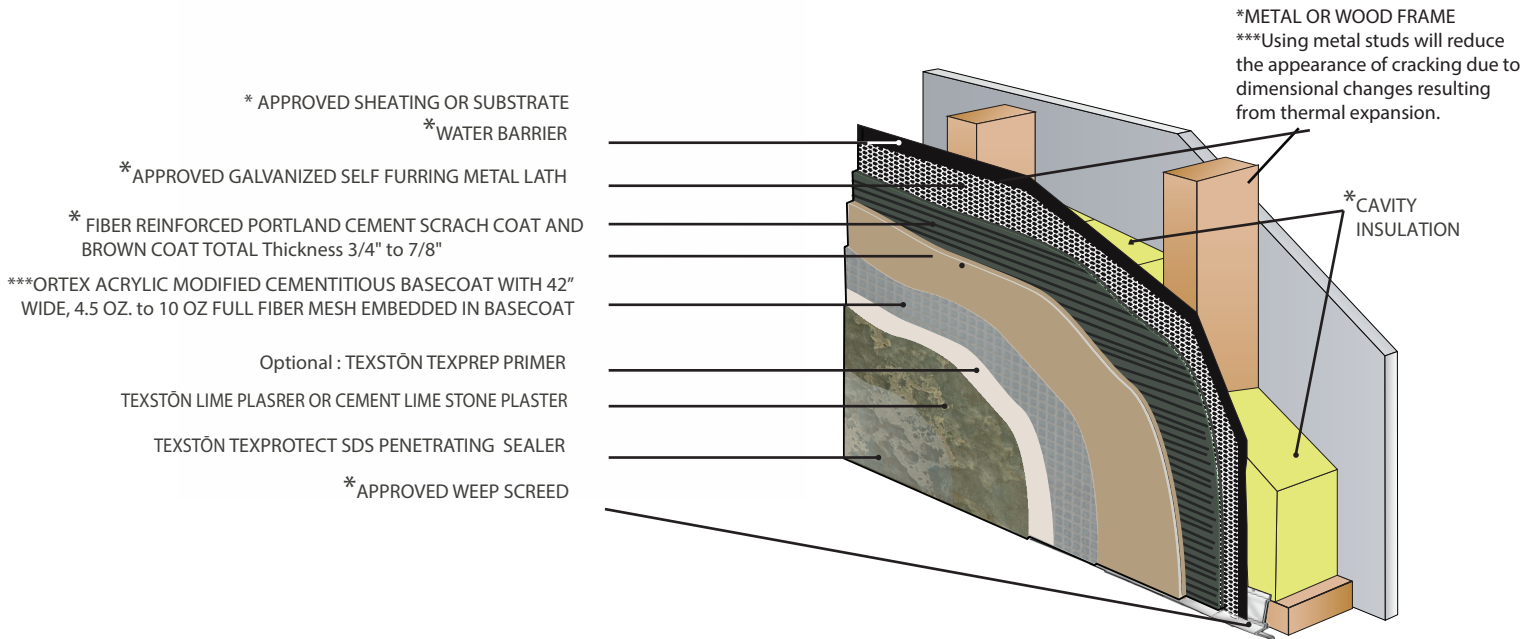 * APPROVED SHEATING OR SUBSTRATE
*WATER BARRIER
*APPROVED GALVANIZED SELF FURRING METAL LATH
* FIBER REINFORCED PORTLAND CEMENT SCRACH COAT AND
BROWN COAT TOTAL Thickness 3/4" to 7/8"
***ORTEX ACRYLIC MODIFIED CEMENTITIOUS BASECOAT WITH 42”
WIDE, 4.5 OZ. to 10 OZ FULL FIBER MESH EMBEDDED IN BASECOAT
Optional : TEXSTŌN TEXPREP PRIMER
TEXSTŌN LIME PLASRER OR CEMENT LIME STONE PLASTER
TEXSTŌN TEXPROTECT SDS PENETRATING SEALER
*APPROVED WEEP SCREED
*METAL OR WOOD FRAME
***Using metal studs will reduce
the appearance of cracking due to
dimensional changes resulting
from thermal expansion.
*CAVITY
INSULATION